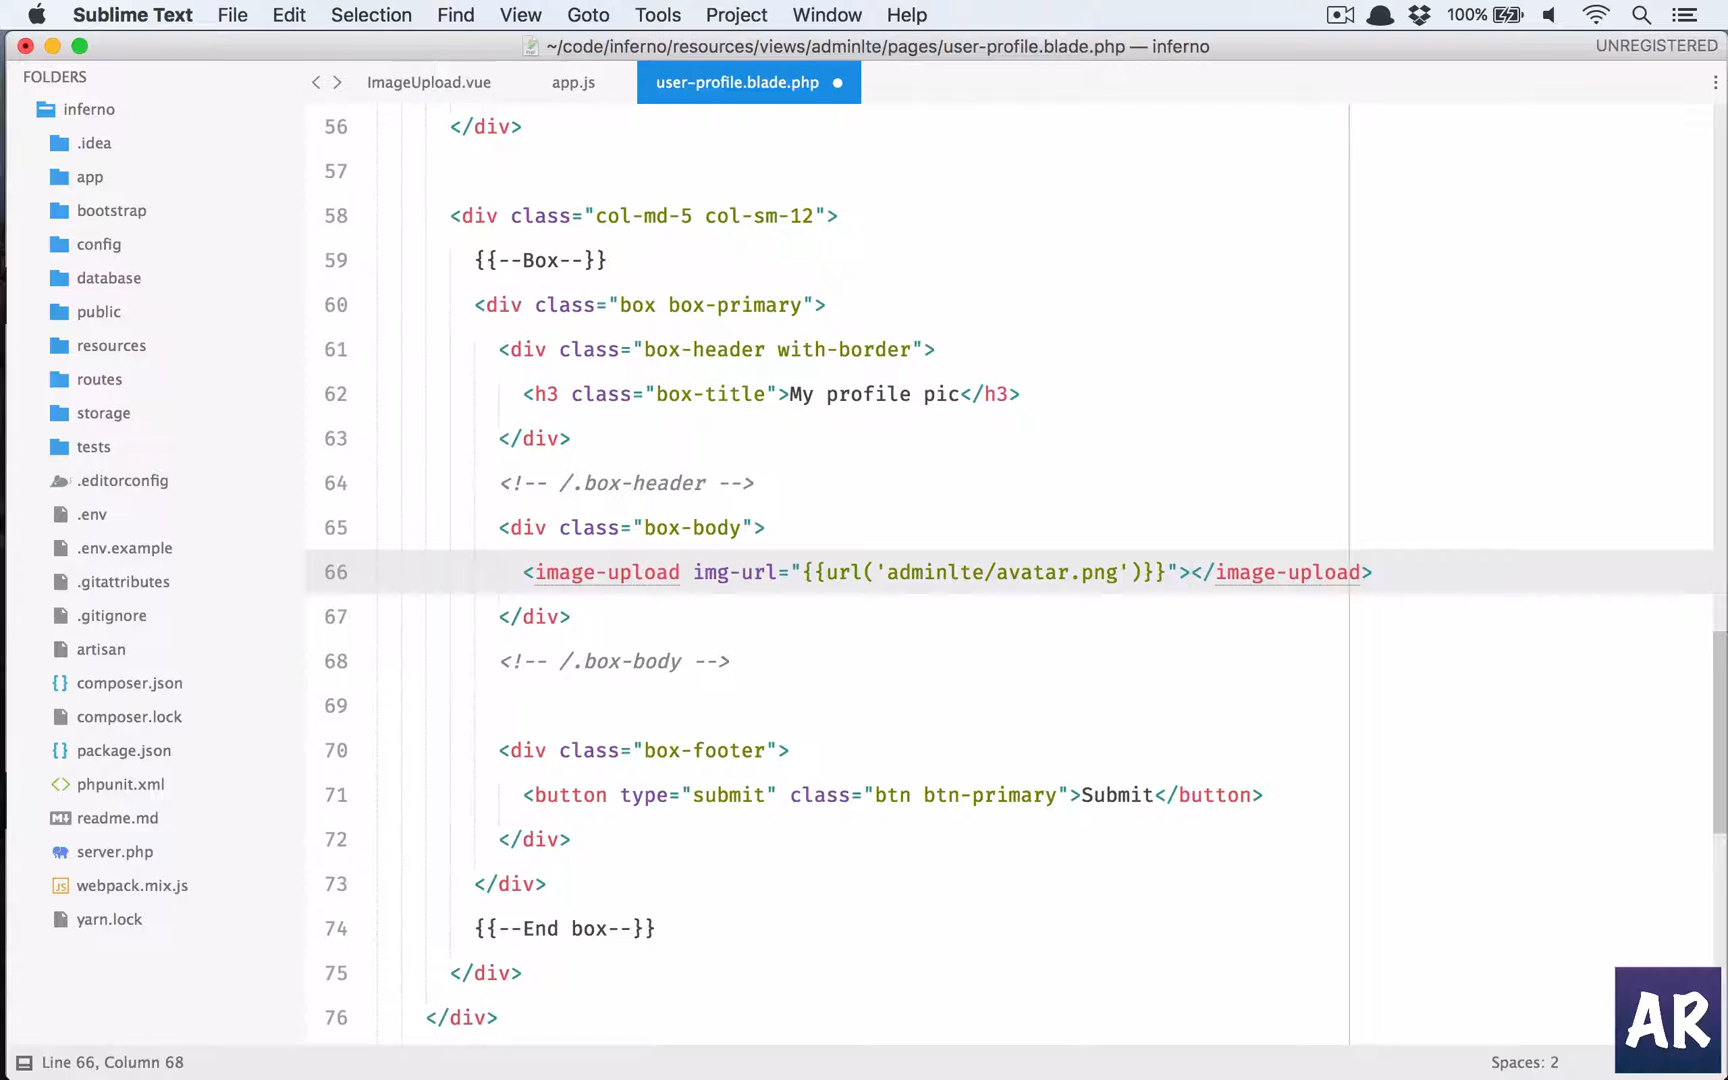 Sublime Text File Edit Selection Find View Goto Tools Project Window Help 100%
~/code/inferno/resources/views/adminlte/pages/user-profile.blade.php — inferno UNREGISTERED
FOLDERS
inferno
.idea
app
bootstrap
config
database
public
resources
routes
storage
tests
.editorconfig
.env
.env.example
.gitattributes
.gitignore
artisan
composer.json
composer.lock
package.json
phpunit.xml
readme.md
server.php
webpack.mix.js
yarn.lock
ImageUpload.vue app.js user-profile.blade.php
56 </div>
57
58 <div class="col-md-5 col-sm-12">
59 {{--Box--}}
60 <div class="box box-primary">
61 <div class="box-header with-border">
62 <h3 class="box-title">My profile pic</h3>
63 </div>
64 <!-- /.box-header -->
65 <div class="box-body">
66 <image-upload img-url="{{url('adminlte/avatar.png')}}"></image-upload>
67 </div>
68 <!-- /.box-body -->
69
70 <div class="box-footer">
71 <button type="submit" class="btn btn-primary">Submit</button>
72 </div>
73 </div>
74 {{--End box--}}
75 </div>
76 </div>
Line 66, Column 68 Spaces: 2
AR